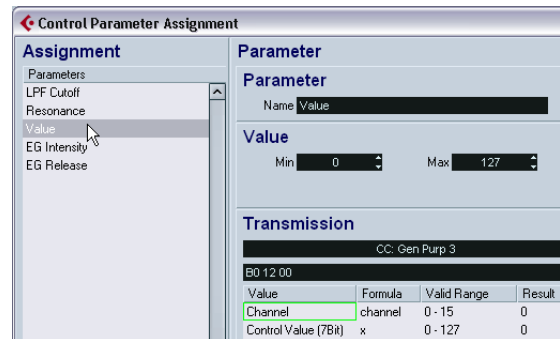 Control Parameter Assignment
Assignment
Parameters
LPF Cutoff
Resonance
Value
EG Intensity
EG Release
Parameter
Parameter
Name Value
Value
Min 0 Max 127
Transmission
CC: Gen Purp 3
B0 12 00
Value Formula Valid Range Result
Channel channel 0 - 15 0
Control Value (7Bit) x 0 - 127 0